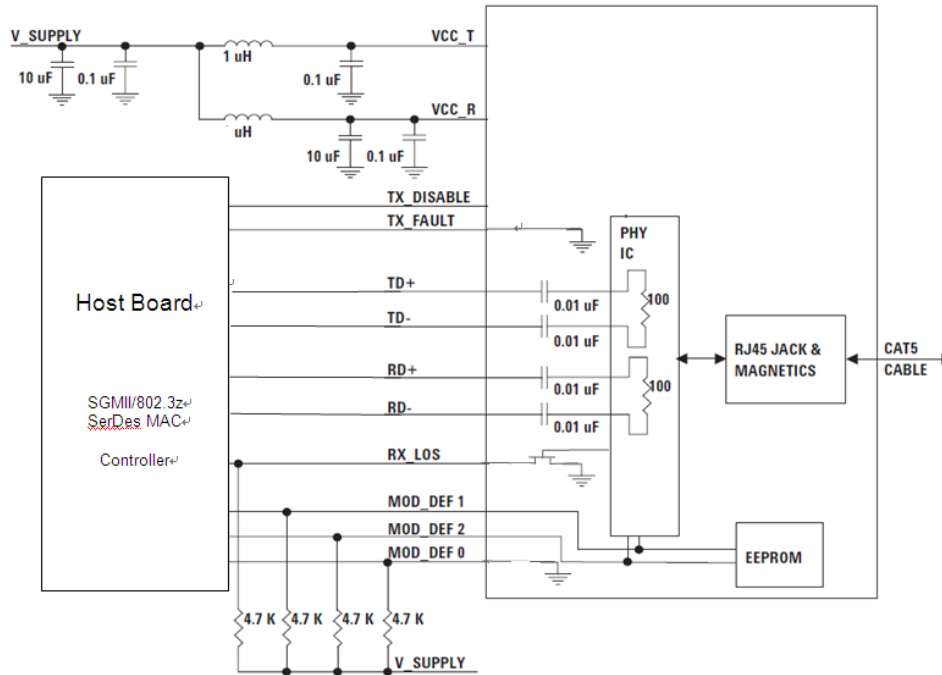 V_SUPPLY
10 uF
0.1 uF
1 uH
0.1 uF
VCC_T
uH
10 uF
0.1 uF
VCC_R
TX_DISABLE
TX_FAULT
PHY
IC
Host Board
TD+
0.01 uF
100
TD-
0.01 uF
RJ45 JACK &
MAGNETICS
CAT5
CABLE
RD+
0.01 uF
100
SGMII/802.3z
SerDes MAC
RD-
0.01 uF
Controller
RX_LOS
MOD_DEF 1
MOD_DEF 2
MOD_DEF 0
EEPROM
4.7 K
4.7 K
4.7 K
4.7 K
V_SUPPLY